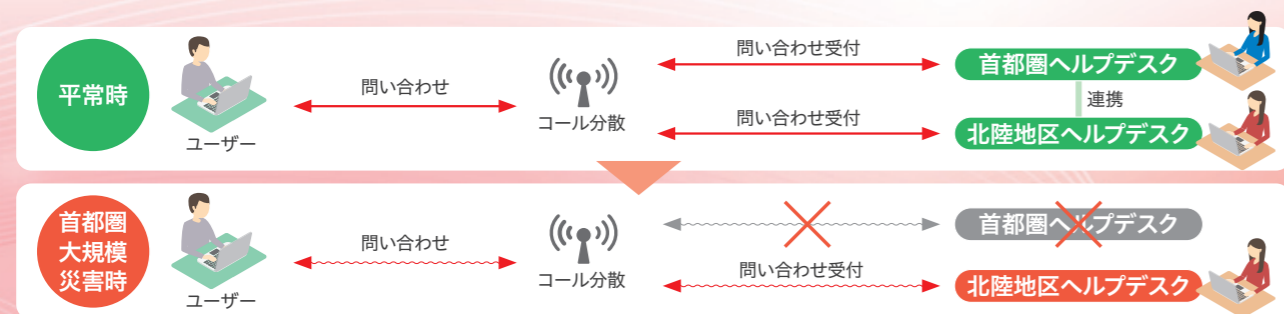 平常時
ユーザー
問い合わせ
コール分散
問い合わせ受付
首都圏ヘルプデスク
連携
問い合わせ受付
北陸地区ヘルプデスク
首都圏
大規模
災害時
ユーザー
問い合わせ
コール分散
首都圏ヘルプデスク
問い合わせ受付
北陸地区ヘルプデスク